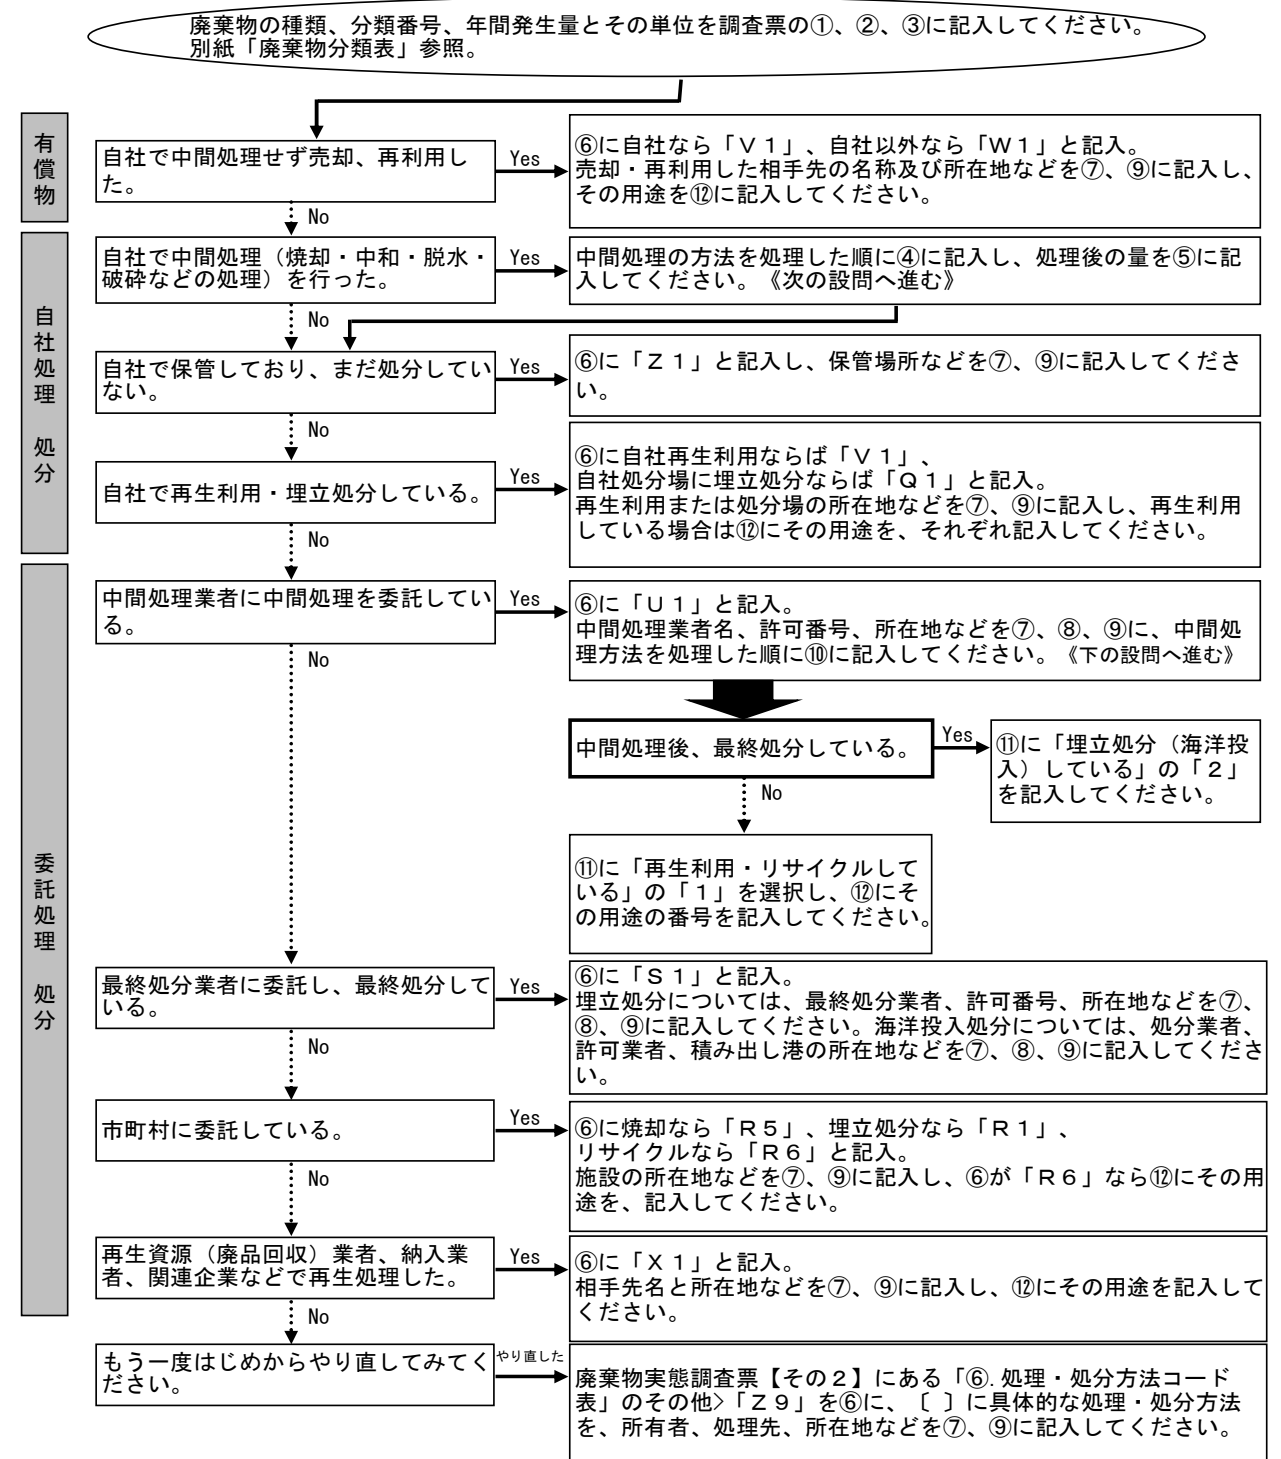 廃棄物の種類、分類番号、年間発生量とその単位を調査票の①、②、③に記入してください。
別紙「廃棄物分類表」参照。
有償物
自社で中間処理せず売却、再利用し
た。
Yes
⑥に自社なら「Ｖ１」、自社以外なら「Ｗ１」と記入。
売却・再利用した相手先の名称及び所在地などを⑦、⑨に記入し、
その用途を⑫に記入してください。
No
自社処理 処分
自社で中間処理（焼却・中和・脱水・
破砕などの処理）を行った。
Yes
中間処理の方法を処理した順に④に記入し、処理後の量を⑤に記
入してください。《次の設問へ進む》
No
自社で保管しており、まだ処分してい
ない。
Yes
⑥に「Ｚ１」と記入し、保管場所などを⑦、⑨に記入してくださ
い。
No
自社で再生利用・埋立処分している。
Yes
⑥に自社再生利用ならば「Ｖ１」、
自社処分場に埋立処分ならば「Ｑ１」と記入。
再生利用または処分場の所在地などを⑦、⑨に記入し、再生利用
している場合は⑫にその用途を、それぞれ記入してください。
No
委託処理 処分
中間処理業者に中間処理を委託してい
る。
Yes
⑥に「Ｕ１」と記入。
中間処理業者名、許可番号、所在地などを⑦、⑧、⑨に、中間処
理方法を処理した順に⑩に記入してください。《下の設問へ進む》
No
中間処理後、最終処分している。
Yes
⑪に「埋立処分（海洋投
入）している」の「２」
を記入してください。
No
⑪に「再生利用・リサイクルして
いる」の「１」を選択し、⑫にそ
の用途の番号を記入してください。
最終処分業者に委託し、最終処分して
いる。
Yes
⑥に「Ｓ１」と記入。
埋立処分については、最終処分業者、許可番号、所在地などを⑦、
⑧、⑨に記入してください。海洋投入処分については、処分業者、
許可業者、積み出し港の所在地などを⑦、⑧、⑨に記入してくださ
い。
No
市町村に委託している。
Yes
⑥に焼却なら「Ｒ５」、埋立処分なら「Ｒ１」、
リサイクルなら「Ｒ６」と記入。
施設の所在地などを⑦、⑨に記入し、⑥が「Ｒ６」なら⑫にその用
途を、記入してください。
No
再生資源（廃品回収）業者、納入業
者、関連企業などで再生処理した。
Yes
⑥に「Ｘ１」と記入。
相手先名と所在地などを⑦、⑨に記入し、⑫にその用途を記入して
ください。
No
もう一度はじめからやり直してみてく
ださい。
やり直した
廃棄物実態調査票【その２】にある「⑥.処理・処分方法コード
表」のその他>「Ｚ９」を⑥に、〔 〕に具体的な処理・処分方法
を、所有者、処理先、所在地などを⑦、⑨に記入してください。